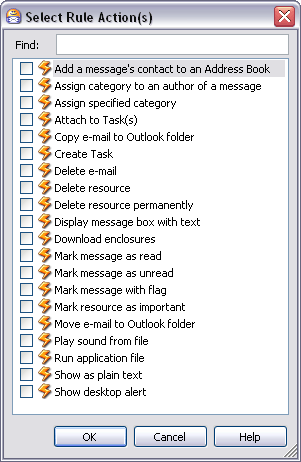 Select Rule Action(s)
Find:
Add a message's contact to an Address Book
Assign category to an author of a message
Assign specified category
Attach to Task(s)
Copy e-mail to Outlook folder
Create Task
Delete e-mail
Delete resource
Delete resource permanently
Display message box with text
Download enclosures
Mark message as read
Mark message as unread
Mark message with flag
Mark resource as important
Move e-mail to Outlook folder
Play sound from file
Run application file
Show as plain text
Show desktop alert
OK Cancel Help